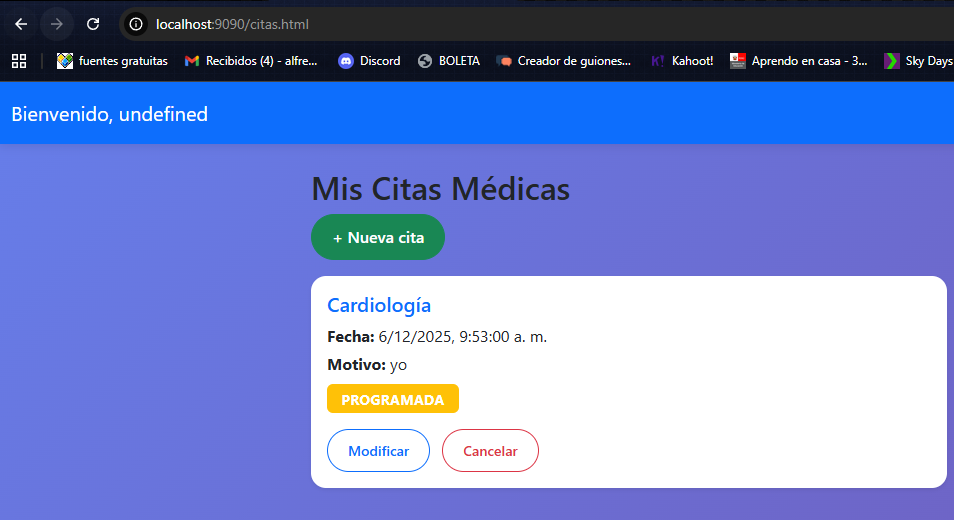 localhost:9090/citas.html
fuentes gratuitas Recibidos (4) - alfre... Discord BOLETA Creador de guiones... K! Kahoot! Aprendo en casa - 3... Sky Days
Bienvenido, undefined
Mis Citas Médicas
+ Nueva cita
Cardiología
Fecha: 6/12/2025, 9:53:00 a. m.
Motivo: yo
PROGRAMADA
Modificar Cancelar